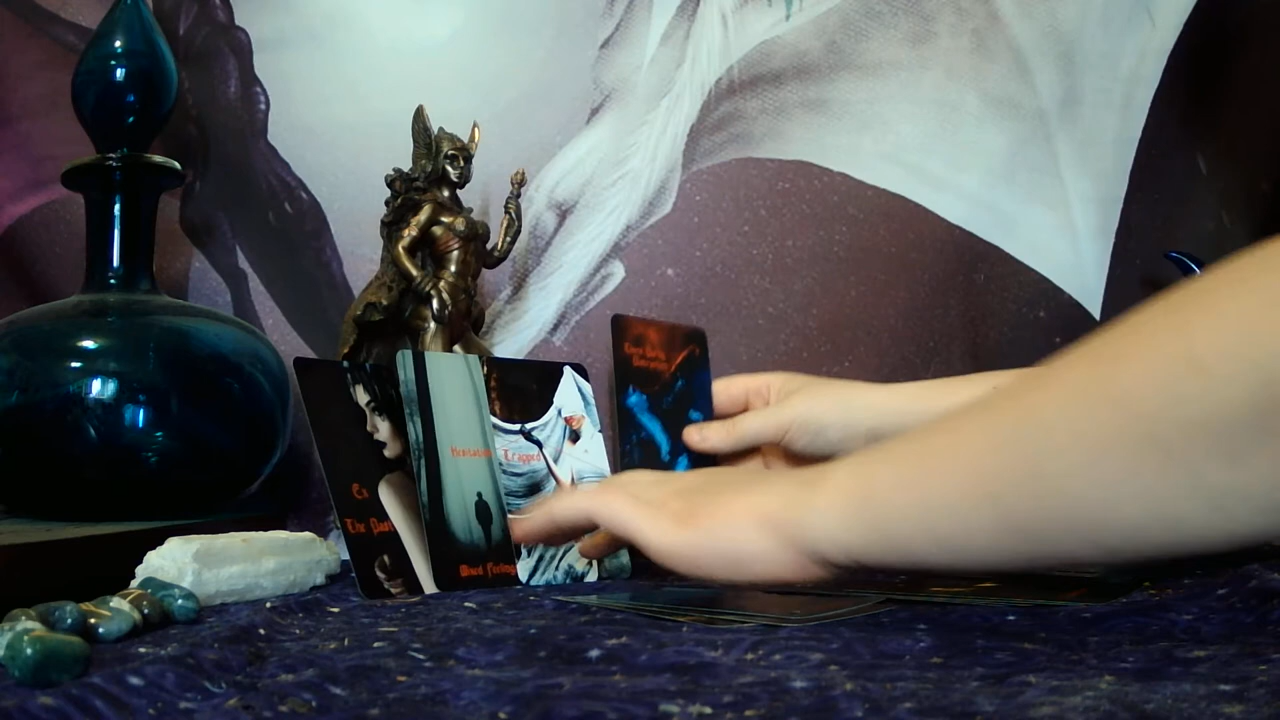 Ex
The Past
Hesitation
Mixed Feelings
Trapped